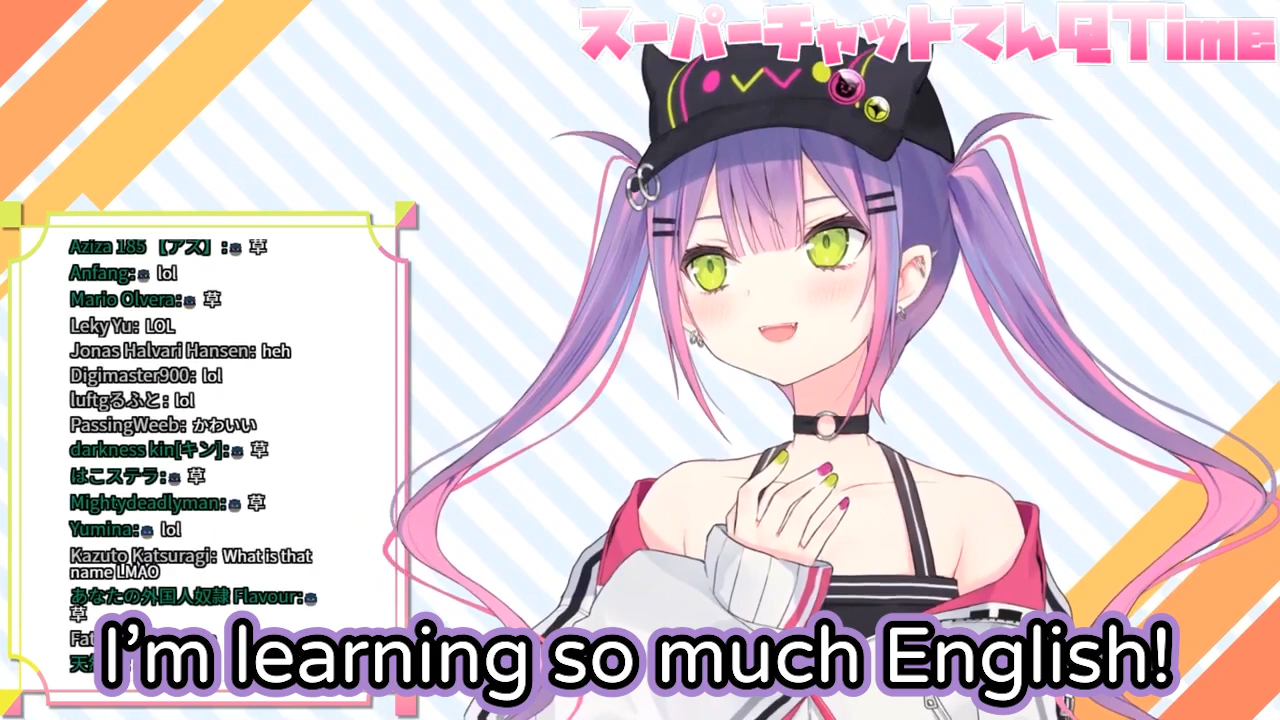 スーパーチャットてんQTime
Aziza 185 【アズ】: 草
Anfang: lol
Mario Olvera: 草
Leky Yu: LOL
Jonas Halvari Hansen: heh
Digimaster900: lol
luftgるふと: lol
PassingWeeb: かわいい
darkness kin[キン]: 草
はこステラ: 草
Mightydeadlyman: 草
Yumina: lol
Kazuto Katsuragi: What is that
name LMAO
あなたの外国人奴隷 Flavour:
草
I'm learning so much English!